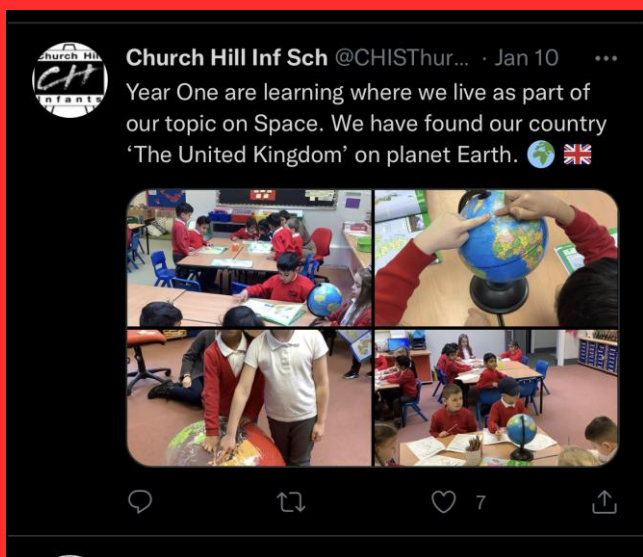 Church Hill
CH
Infants
Church Hill Inf Sch @CHISThur... · Jan 10
Year One are learning where we live as part of
our topic on Space. We have found our country
‘The United Kingdom’ on planet Earth. 🌍 🇬🇧
7